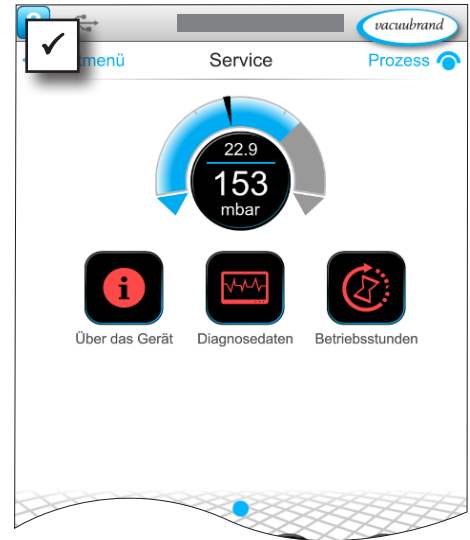 vacuubrand
menü
Service
Prozess
22.9
153
mbar
Über das Gerät
Diagnosedaten
Betriebsstunden